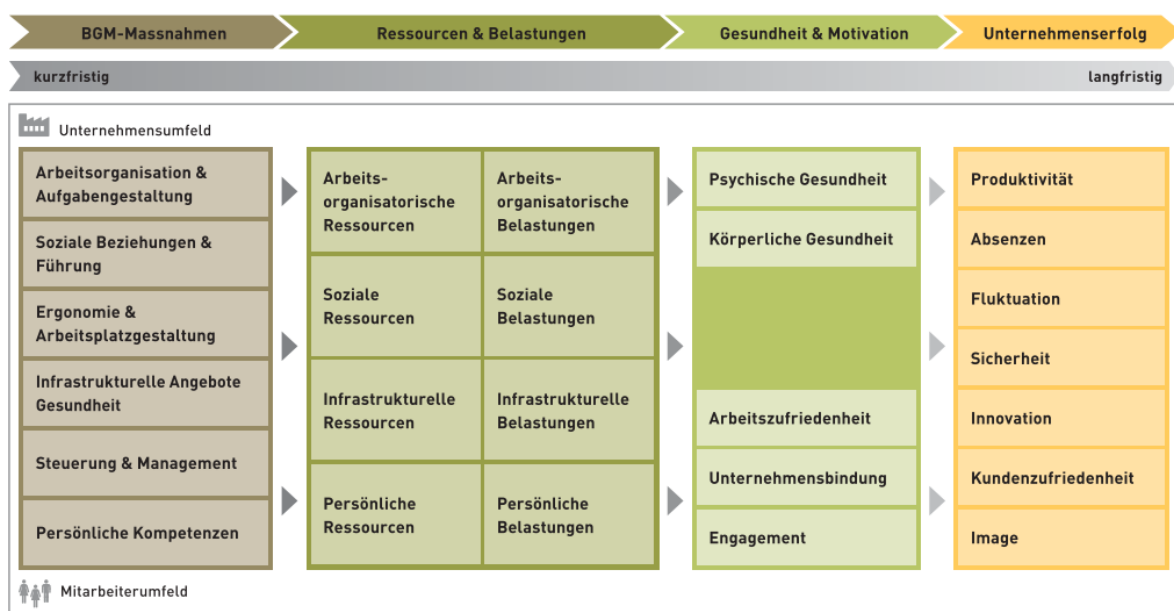 BGM-Massnahmen
Ressourcen & Belastungen
Gesundheit & Motivation
Unternehmenserfolg
kurzfristig
langfristig
Unternehmensumfeld
Arbeitsorganisation &
Aufgabengestaltung
Soziale Beziehungen &
Führung
Ergonomie &
Arbeitsplatzgestaltung
Infrastrukturelle Angebote
Gesundheit
Steuerung & Management
Persönliche Kompetenzen
Arbeits-
organisatorische
Ressourcen
Arbeits-
organisatorische
Belastungen
Soziale
Ressourcen
Soziale
Belastungen
Infrastrukturelle
Ressourcen
Infrastrukturelle
Belastungen
Persönliche
Ressourcen
Persönliche
Belastungen
Psychische Gesundheit
Körperliche Gesundheit
Arbeitszufriedenheit
Unternehmensbindung
Engagement
Produktivität
Absenzen
Fluktuation
Sicherheit
Innovation
Kundenzufriedenheit
Image
Mitarbeiterumfeld